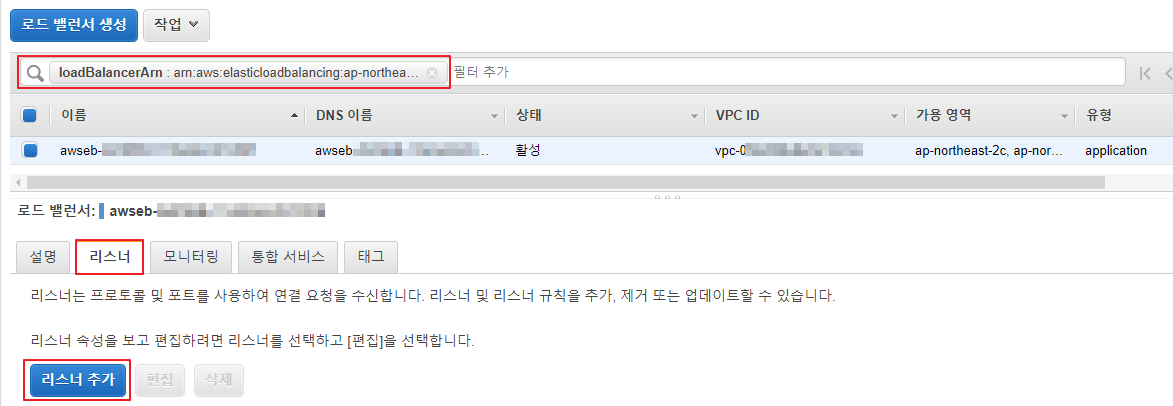 로드 밸런서 생성 작업
loadBalancerArn : arn:aws:elasticloadbalancing:ap-northea... 필터 추가
이름 DNS 이름 상태 VPC ID 가용 영역 유형
awseb- awseb- ... 활성 vpc-0 ap-northeast-2c, ap-nor... application
로드 밸런서: awseb-
설명 리스너 모니터링 통합 서비스 태그
리스너는 프로토콜 및 포트를 사용하여 연결 요청을 수신합니다. 리스너 및 리스너 규칙을 추가, 제거 또는 업데이트할 수 있습니다.
리스너 속성을 보고 편집하려면 리스너를 선택하고 [편집]을 선택합니다.
리스너 추가 편집 삭제